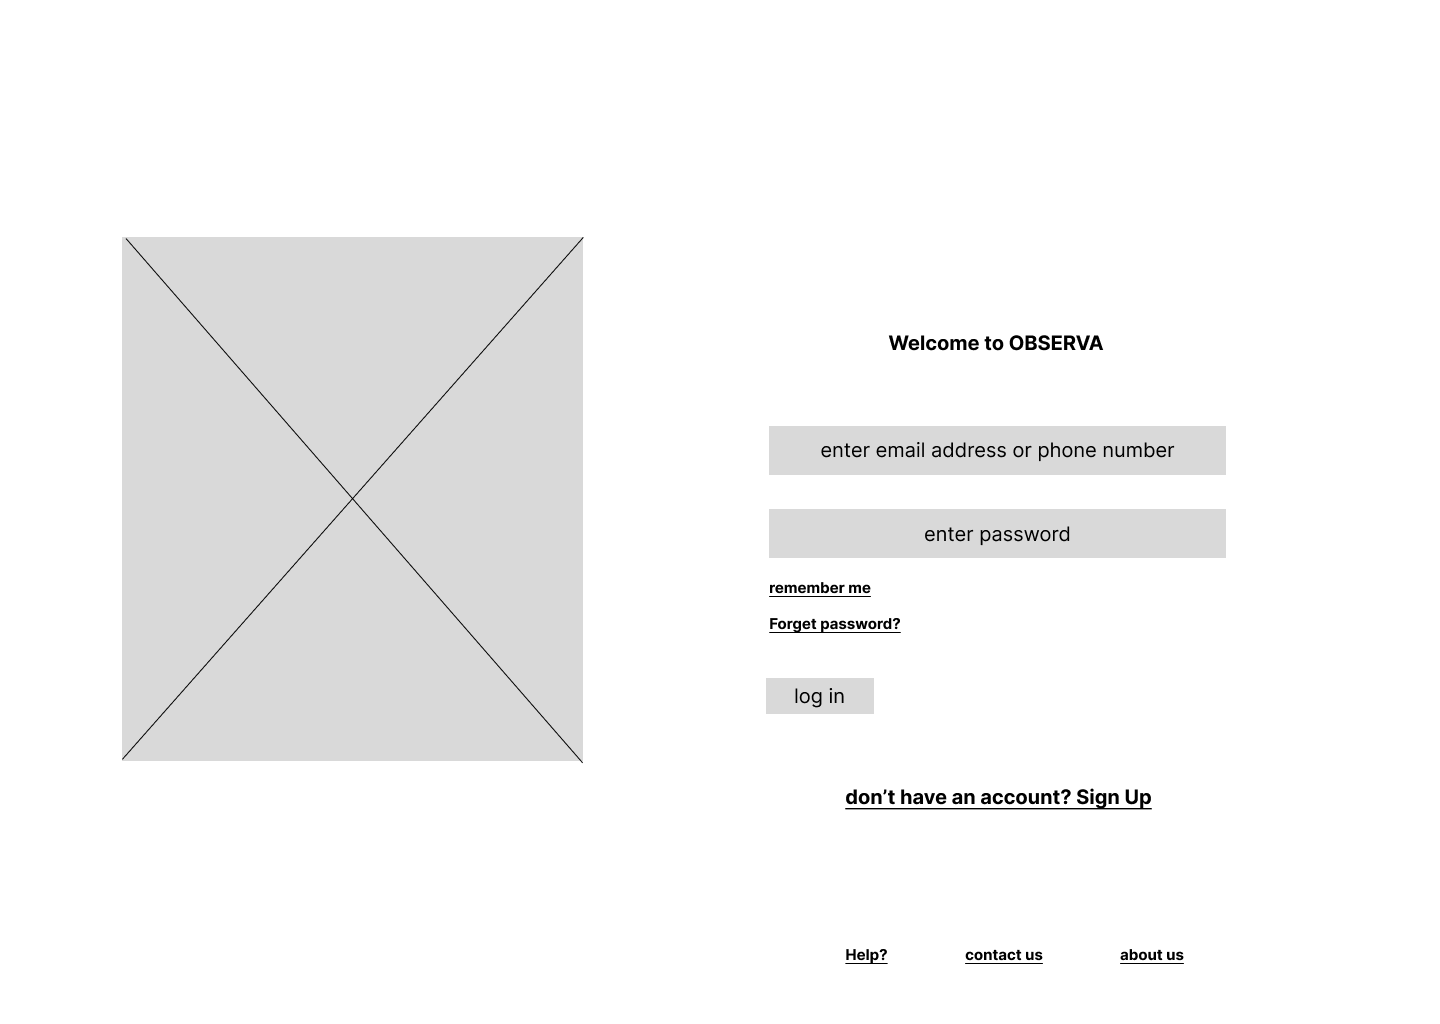 Welcome to OBSERVA
enter email address or phone number
enter password
remember me
Forget password?
log in
don’t have an account? Sign Up
Help?
contact us
about us